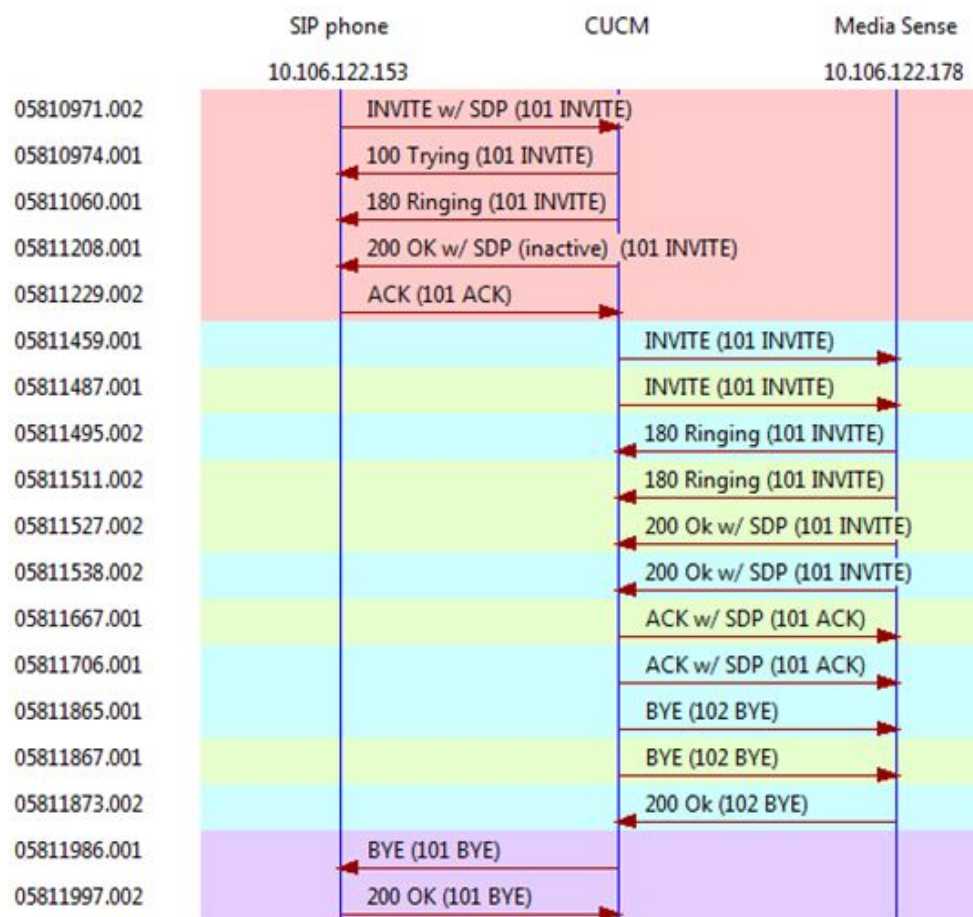 SIP phone CUCM Media Sense
10.106.122.153 10.106.122.178
05810971.002 INVITE w/ SDP (101 INVITE)
05810974.001 100 Trying (101 INVITE)
05811060.001 180 Ringing (101 INVITE)
05811208.001 200 OK w/ SDP (inactive) (101 INVITE)
05811229.002 ACK (101 ACK)
05811459.001 INVITE (101 INVITE)
05811487.001 INVITE (101 INVITE)
05811495.002 180 Ringing (101 INVITE)
05811511.002 180 Ringing (101 INVITE)
05811527.002 200 Ok w/ SDP (101 INVITE)
05811538.002 200 Ok w/ SDP (101 INVITE)
05811667.001 ACK w/ SDP (101 ACK)
05811706.001 ACK w/ SDP (101 ACK)
05811865.001 BYE (102 BYE)
05811867.001 BYE (102 BYE)
05811873.002 200 Ok (102 BYE)
05811986.001 BYE (101 BYE)
05811997.002 200 OK (101 BYE)